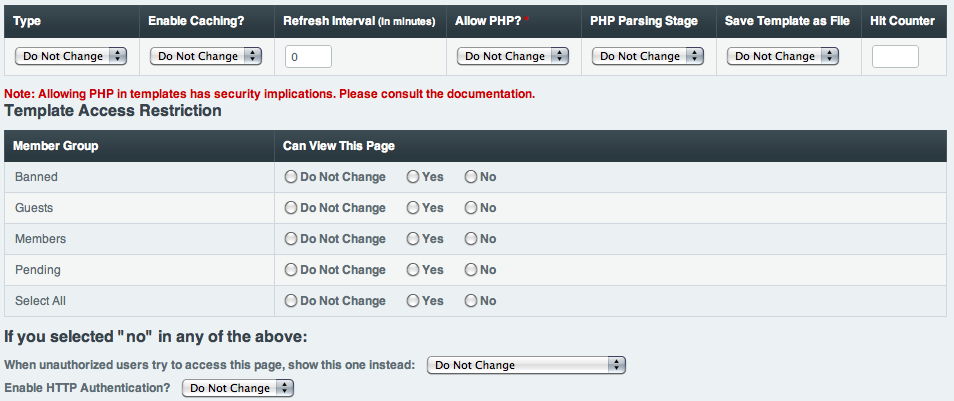 Type Enable Caching? Refresh Interval (in minutes) Allow PHP? * PHP Parsing Stage Save Template as File Hit Counter
Do Not Change Do Not Change 0 Do Not Change Do Not Change Do Not Change
Note: Allowing PHP in templates has security implications. Please consult the documentation.
Template Access Restriction
Member Group Can View This Page
Banned Do Not Change Yes No
Guests Do Not Change Yes No
Members Do Not Change Yes No
Pending Do Not Change Yes No
Select All Do Not Change Yes No
If you selected "no" in any of the above:
When unauthorized users try to access this page, show this one instead: Do Not Change
Enable HTTP Authentication? Do Not Change